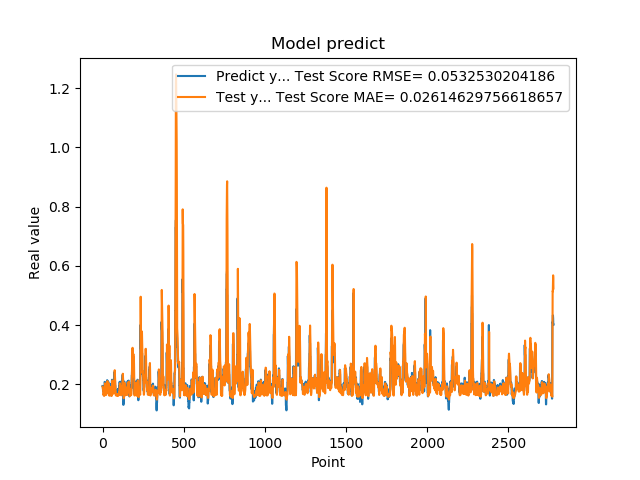 Model predict
Predict y... Test Score RMSE= 0.0532530204186
Test y... Test Score MAE= 0.02614629756618657
1.2
1.0
0.8
0.6
0.4
0.2
Real value
0
500
1000
1500
2000
2500
Point